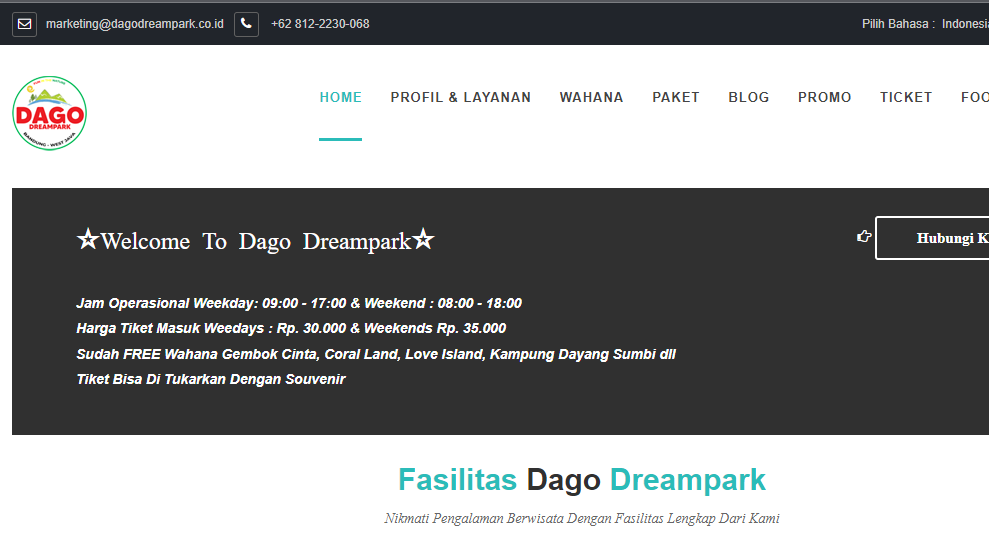 marketing@dagodreampark.co.id +62 812-2230-068 Pilih Bahasa : Indonesia
DAGO
DREAMPARK
BANDUNG - WEST JAVA
HOME PROFIL & LAYANAN WAHANA PAKET BLOG PROMO TICKET FOO
☆Welcome To Dago Dreampark☆
Hubungi K
Jam Operasional Weekday: 09:00 - 17:00 & Weekend : 08:00 - 18:00
Harga Tiket Masuk Weedays : Rp. 30.000 & Weekends Rp. 35.000
Sudah FREE Wahana Gembok Cinta, Coral Land, Love Island, Kampung Dayang Sumbi dll
Tiket Bisa Di Tukarkan Dengan Souvenir
Fasilitas Dago Dreampark
Nikmati Pengalaman Berwisata Dengan Fasilitas Lengkap Dari Kami